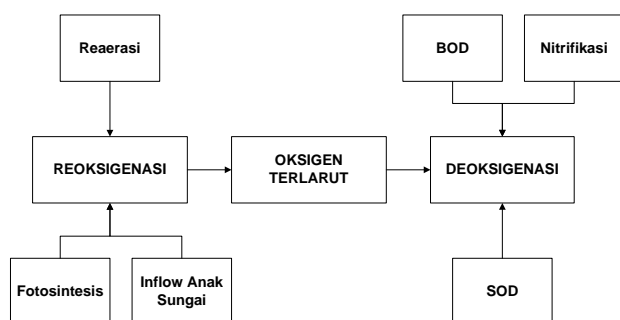 Reaerasi
BOD
Nitrifikasi
REOKSIGENASI
OKSIGEN
TERLARUT
DEOKSIGENASI
Fotosintesis
Inflow Anak
Sungai
SOD